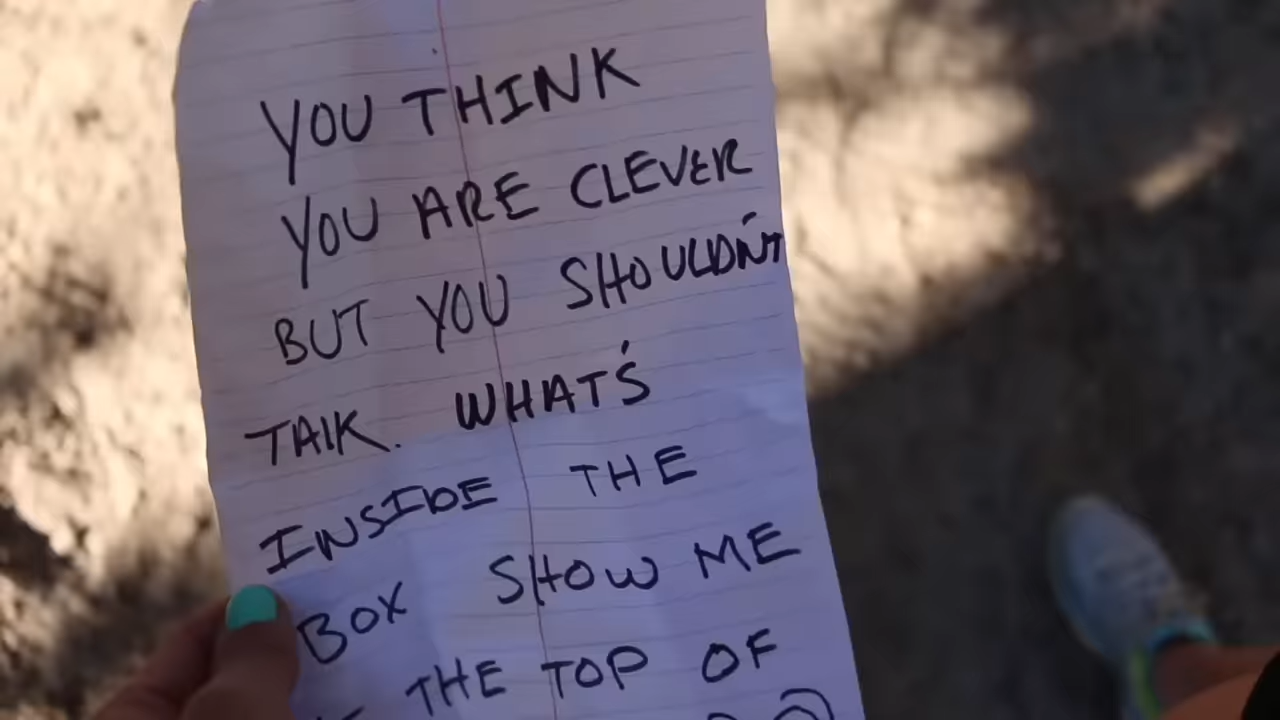 YOU THINK
YOU ARE CLEVER
BUT YOU SHOULDN'T
TALK. WHAT'S
INSIDE THE
BOX SHOW ME
THE TOP OF